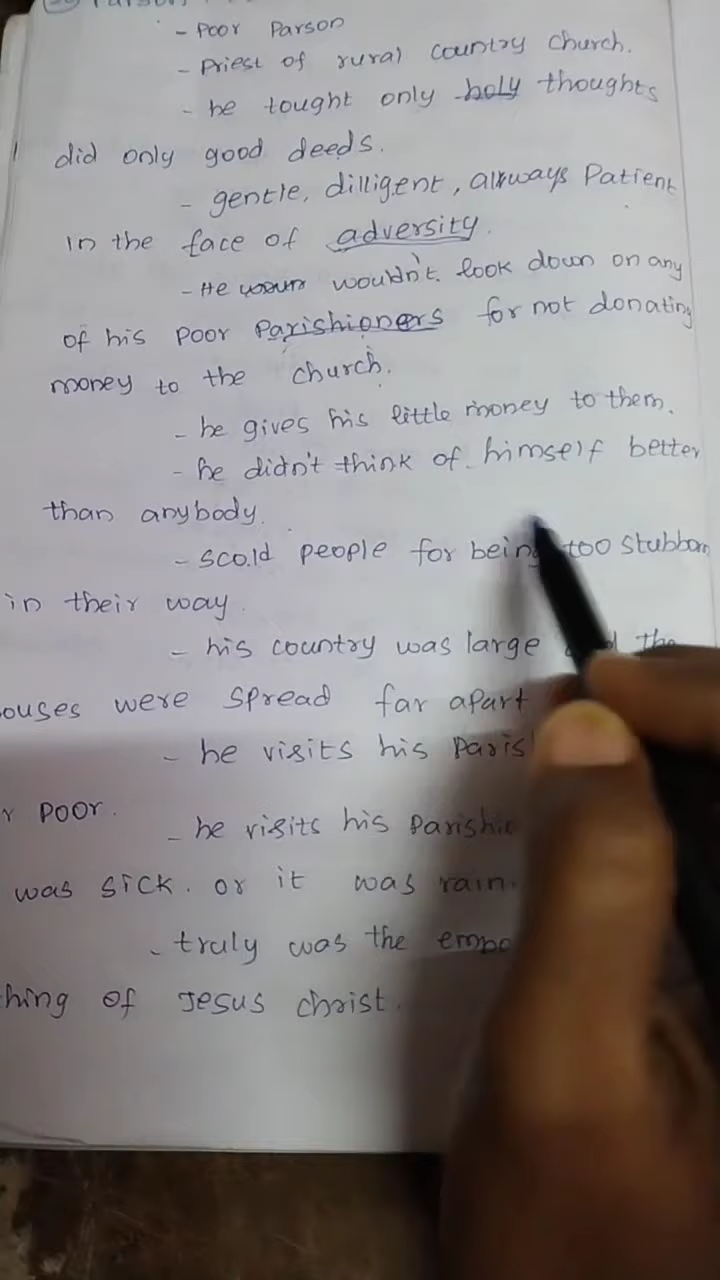 - Poor Parson
- Priest of rural country church.
- he tought only holy thoughts
did only good deeds.
- gentle, dilligent, always Patient
in the face of adversity.
- He wouldn't look down on any
of his poor Parishioners for not donating
money to the church.
- he gives his little money to them.
- he didn't think of himself better
than anybody.
- scold people for being too stubborn
in their way.
- his country was large
ouses were spread far apart
- he visits his Paris
r poor.
- he visits his Parishio
was sick. or it was rain.
- truly was the embo
hing of Jesus christ.